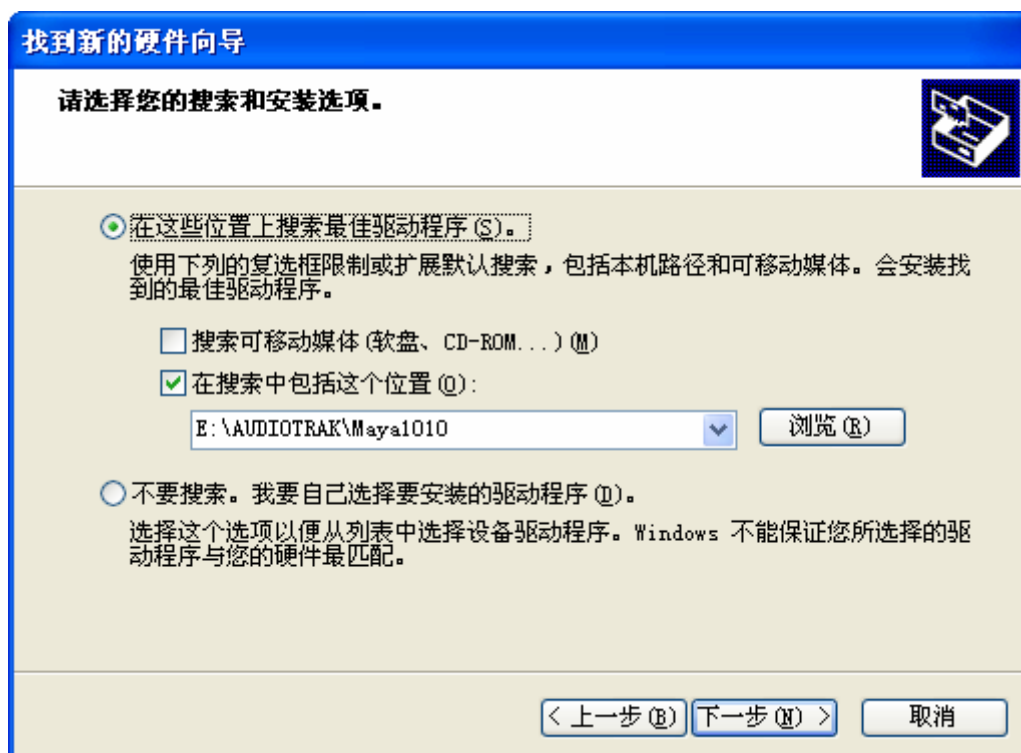 找到新的硬件向导
请选择您的搜索和安装选项。
在这些位置上搜索最佳驱动程序(S)。
使用下列的复选框限制或扩展默认搜索，包括本机路径和可移动媒体。会安装找
到的最佳驱动程序。
搜索可移动媒体(软盘、CD-ROM...)(M)
在搜索中包括这个位置(O):
E:\AUDIOTRAK\Maya1010
浏览(R)
不要搜索。我要自己选择要安装的驱动程序(D)。
选择这个选项以便从列表中选择设备驱动程序。Windows 不能保证您所选择的驱
动程序与您的硬件最匹配。
< 上一步(B) 下一步(N) > 取消